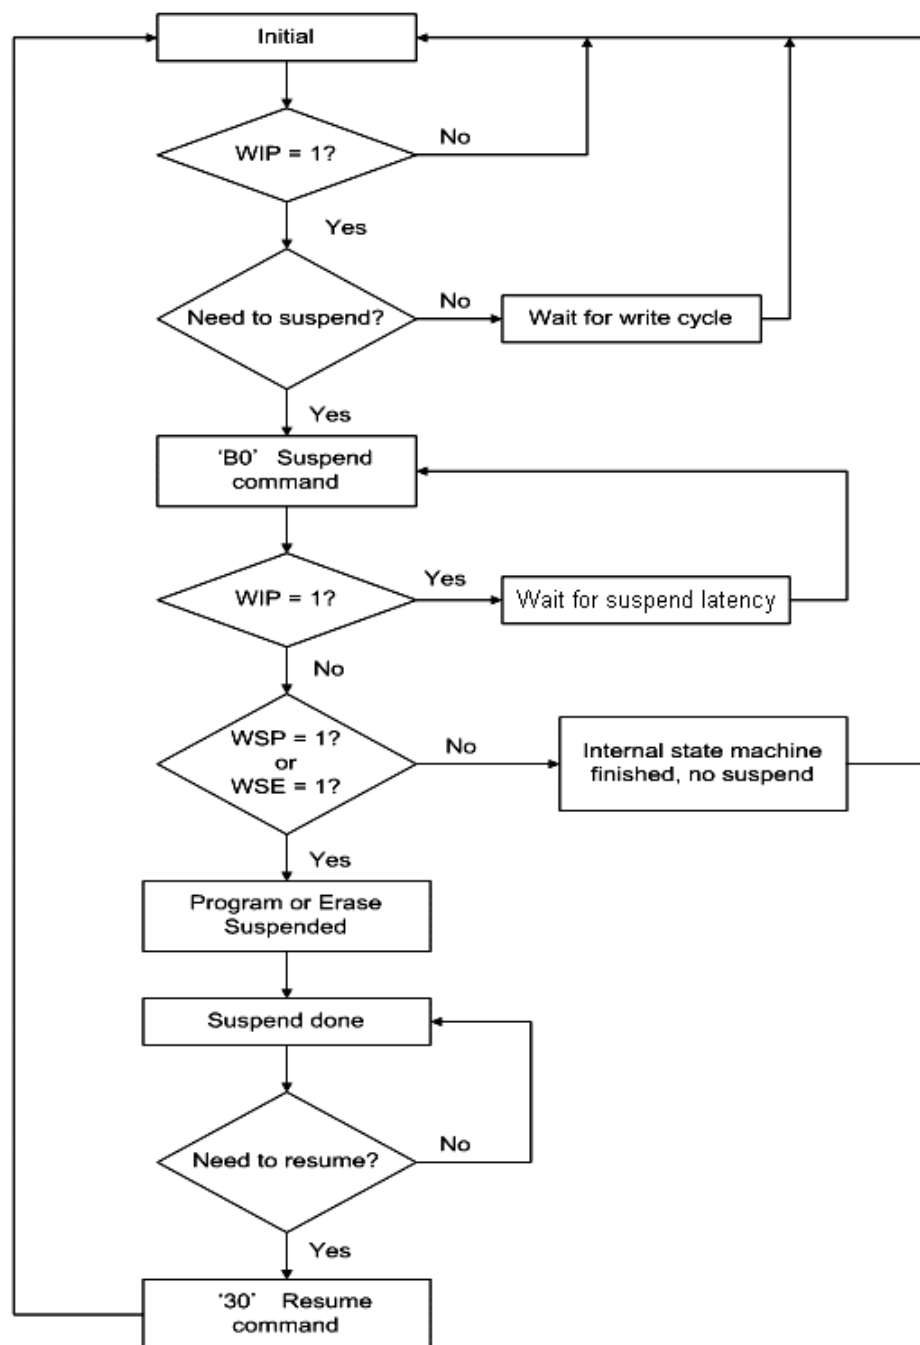 Initial
WIP = 1?
No
Yes
Need to suspend?
No
Wait for write cycle
Yes
‘B0’ Suspend
command
WIP = 1?
Yes
Wait for suspend latency
No
WSP = 1?
or
WSE = 1?
No
Internal state machine
finished, no suspend
Yes
Program or Erase
Suspended
Suspend done
Need to resume?
No
Yes
‘30’ Resume
command